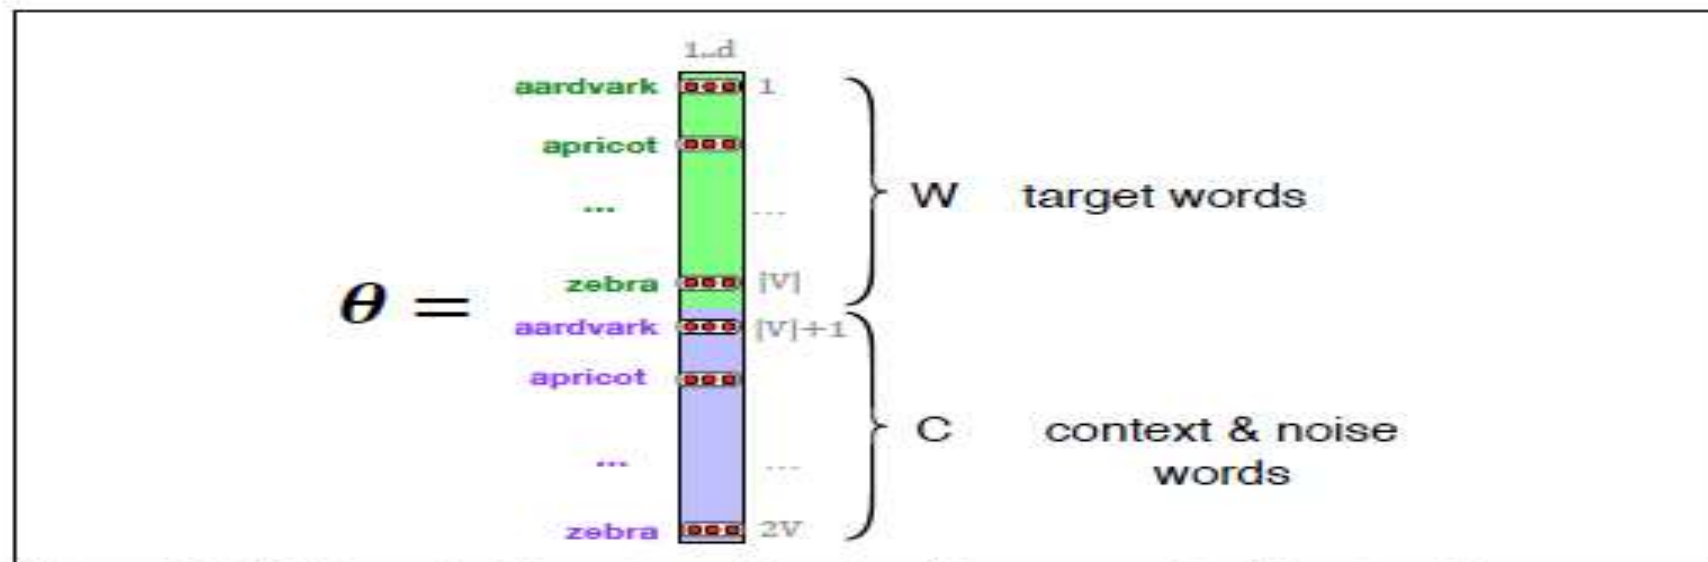 1..d
aardvark 1
apricot
... ...
zebra |V|
θ =
aardvark |V|+1
apricot
... ...
zebra 2V
W target words
C context & noise
words